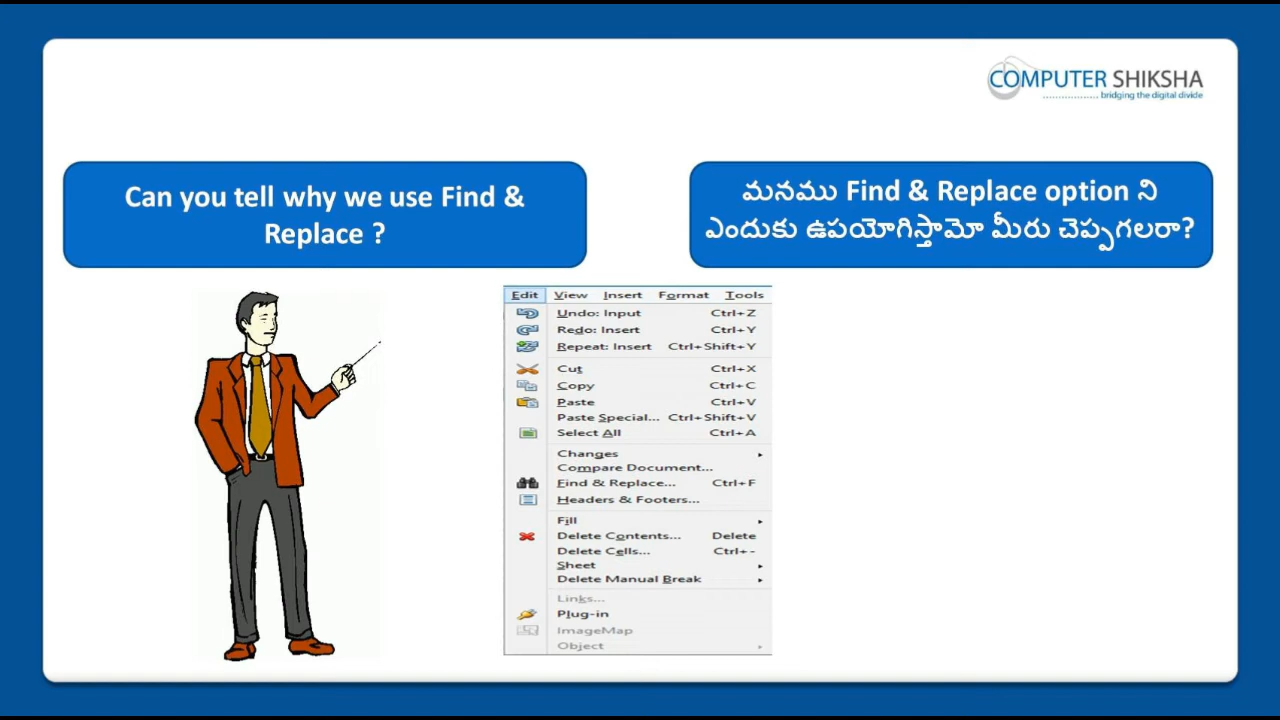 COMPUTER SHIKSHA
.................. bridging the digital divide
Can you tell why we use Find &
Replace ?
మనము Find & Replace option ని
ఎందుకు ఉపయోగిస్తామో మీరు చెప్పగలరా?
Edit View Insert Format Tools
Undo: Input Ctrl+Z
Redo: Insert Ctrl+Y
Repeat: Insert Ctrl+Shift+Y
Cut Ctrl+X
Copy Ctrl+C
Paste Ctrl+V
Paste Special... Ctrl+Shift+V
Select All Ctrl+A
Changes
Compare Document...
Find & Replace... Ctrl+F
Headers & Footers...
Fill
Delete Contents... Delete
Delete Cells... Ctrl+-
Sheet
Delete Manual Break
Links...
Plug-in
ImageMap
Object